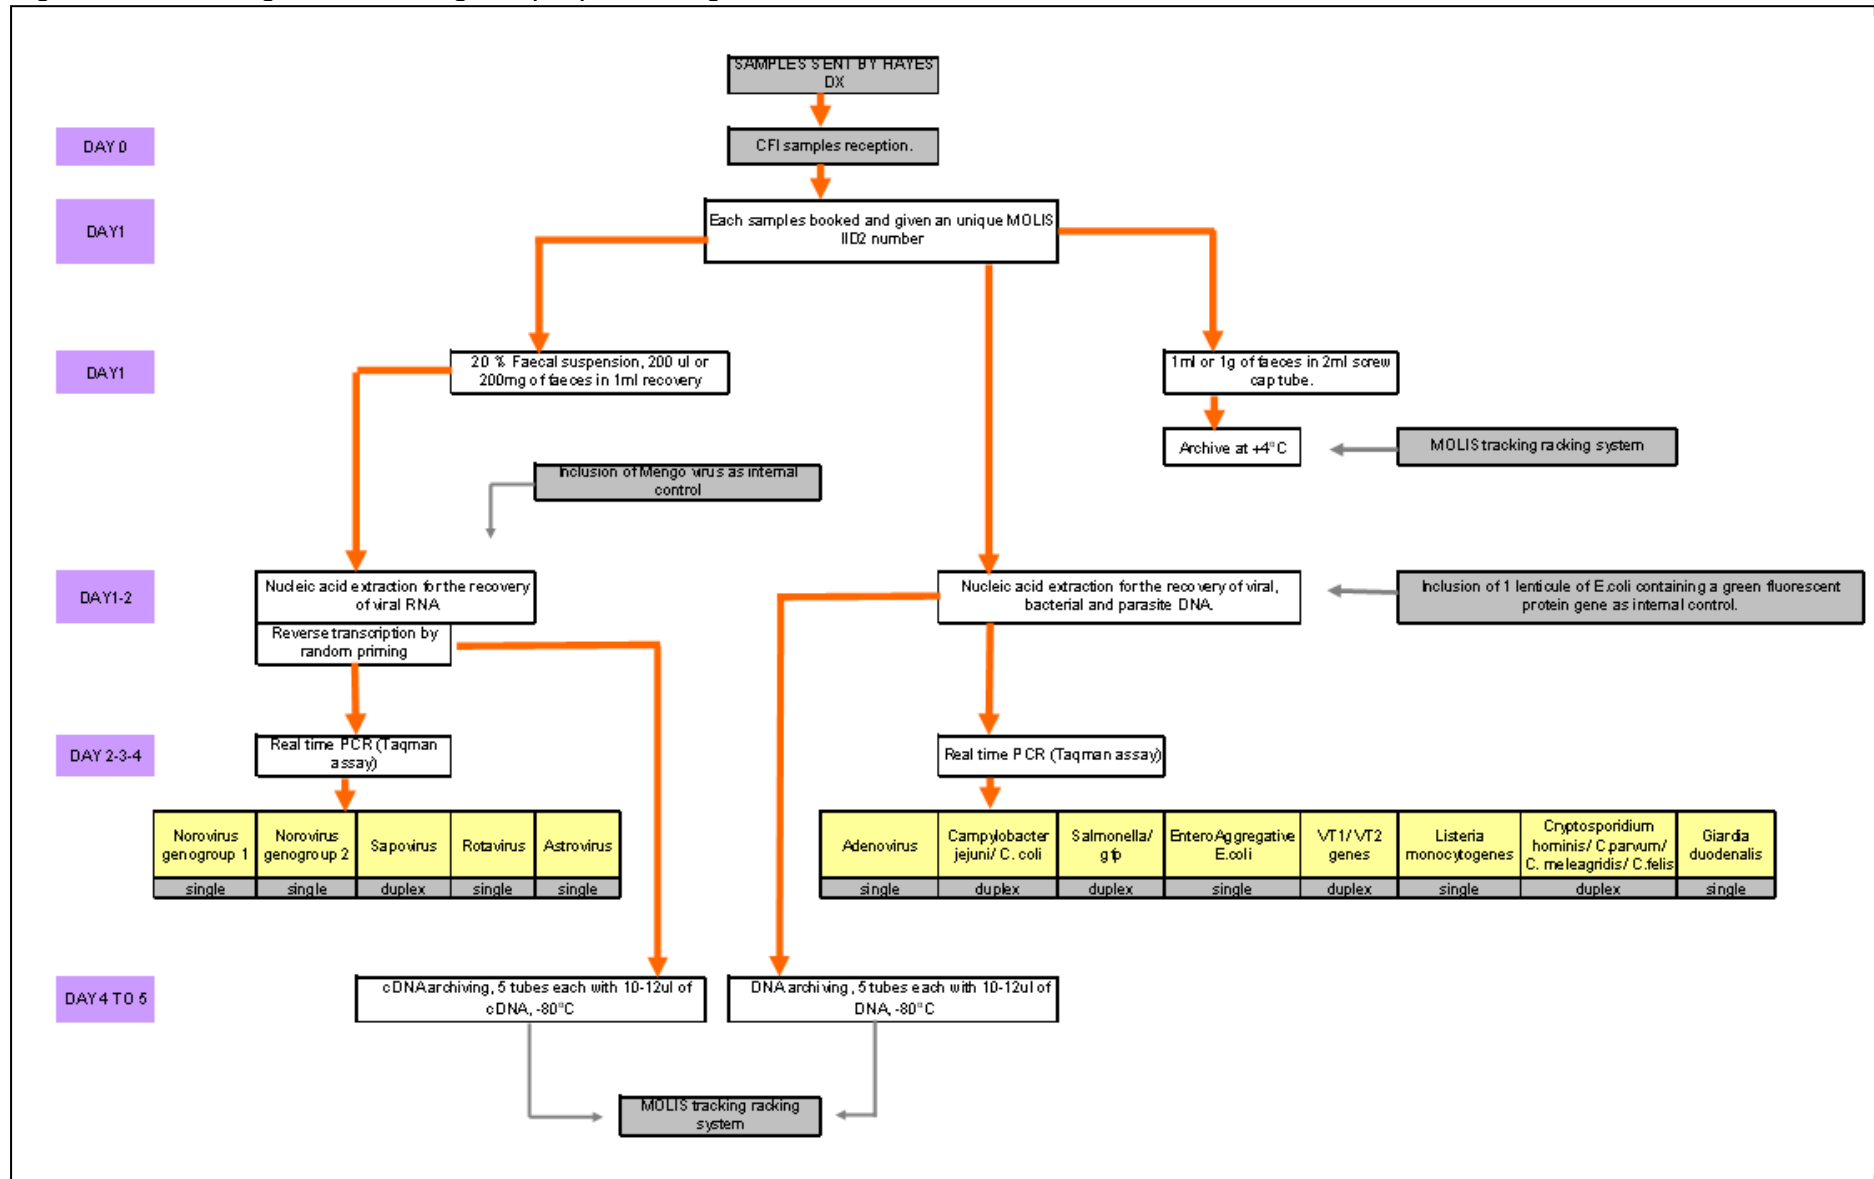 SAMPLES SENT BY HAYES
DX
DAY 0
CFI samples reception.
DAY1
Each samples booked and given an unique MOLIS
IID2 number
DAY1
20 % Faecal suspension, 200 ul or
200mg of faeces in 1ml recovery
1ml or 1g of faeces in 2ml screw
cap tube.
Archive at +4°C
MOLIS tracking racking system
Inclusion of Mengo virus as internal
control
DAY1-2
Nucleic acid extraction for the recovery
of viral RNA
Reverse transcription by
random priming
Nucleic acid extraction for the recovery of viral,
bacterial and parasite DNA.
Inclusion of 1 lenticule of E.coli containing a green fluorescent
protein gene as internal control.
DAY 2-3-4
Real time PCR (Taqman
assay)
Real time PCR (Taqman assay)
Norovirus
genogroup 1
single
Norovirus
genogroup 2
single
Sapovirus
duplex
Rotavirus
single
Astrovirus
single
Adenovirus
single
Campylobacter
jejuni/ C. coli
duplex
Salmonella/
gfp
duplex
EnteroAggregative
E.coli
single
VT1/ VT2
genes
duplex
Listeria
monocytogenes
single
Cryptosporidium
hominis/ C.parvum/
C. meleagridis/ C.felis
duplex
Giardia
duodenalis
single
DAY 4 TO 5
cDNA archiving, 5 tubes each with 10-12ul of
cDNA, -80°C
DNA archiving, 5 tubes each with 10-12ul of
DNA, -80°C
MOLIS tracking racking
system